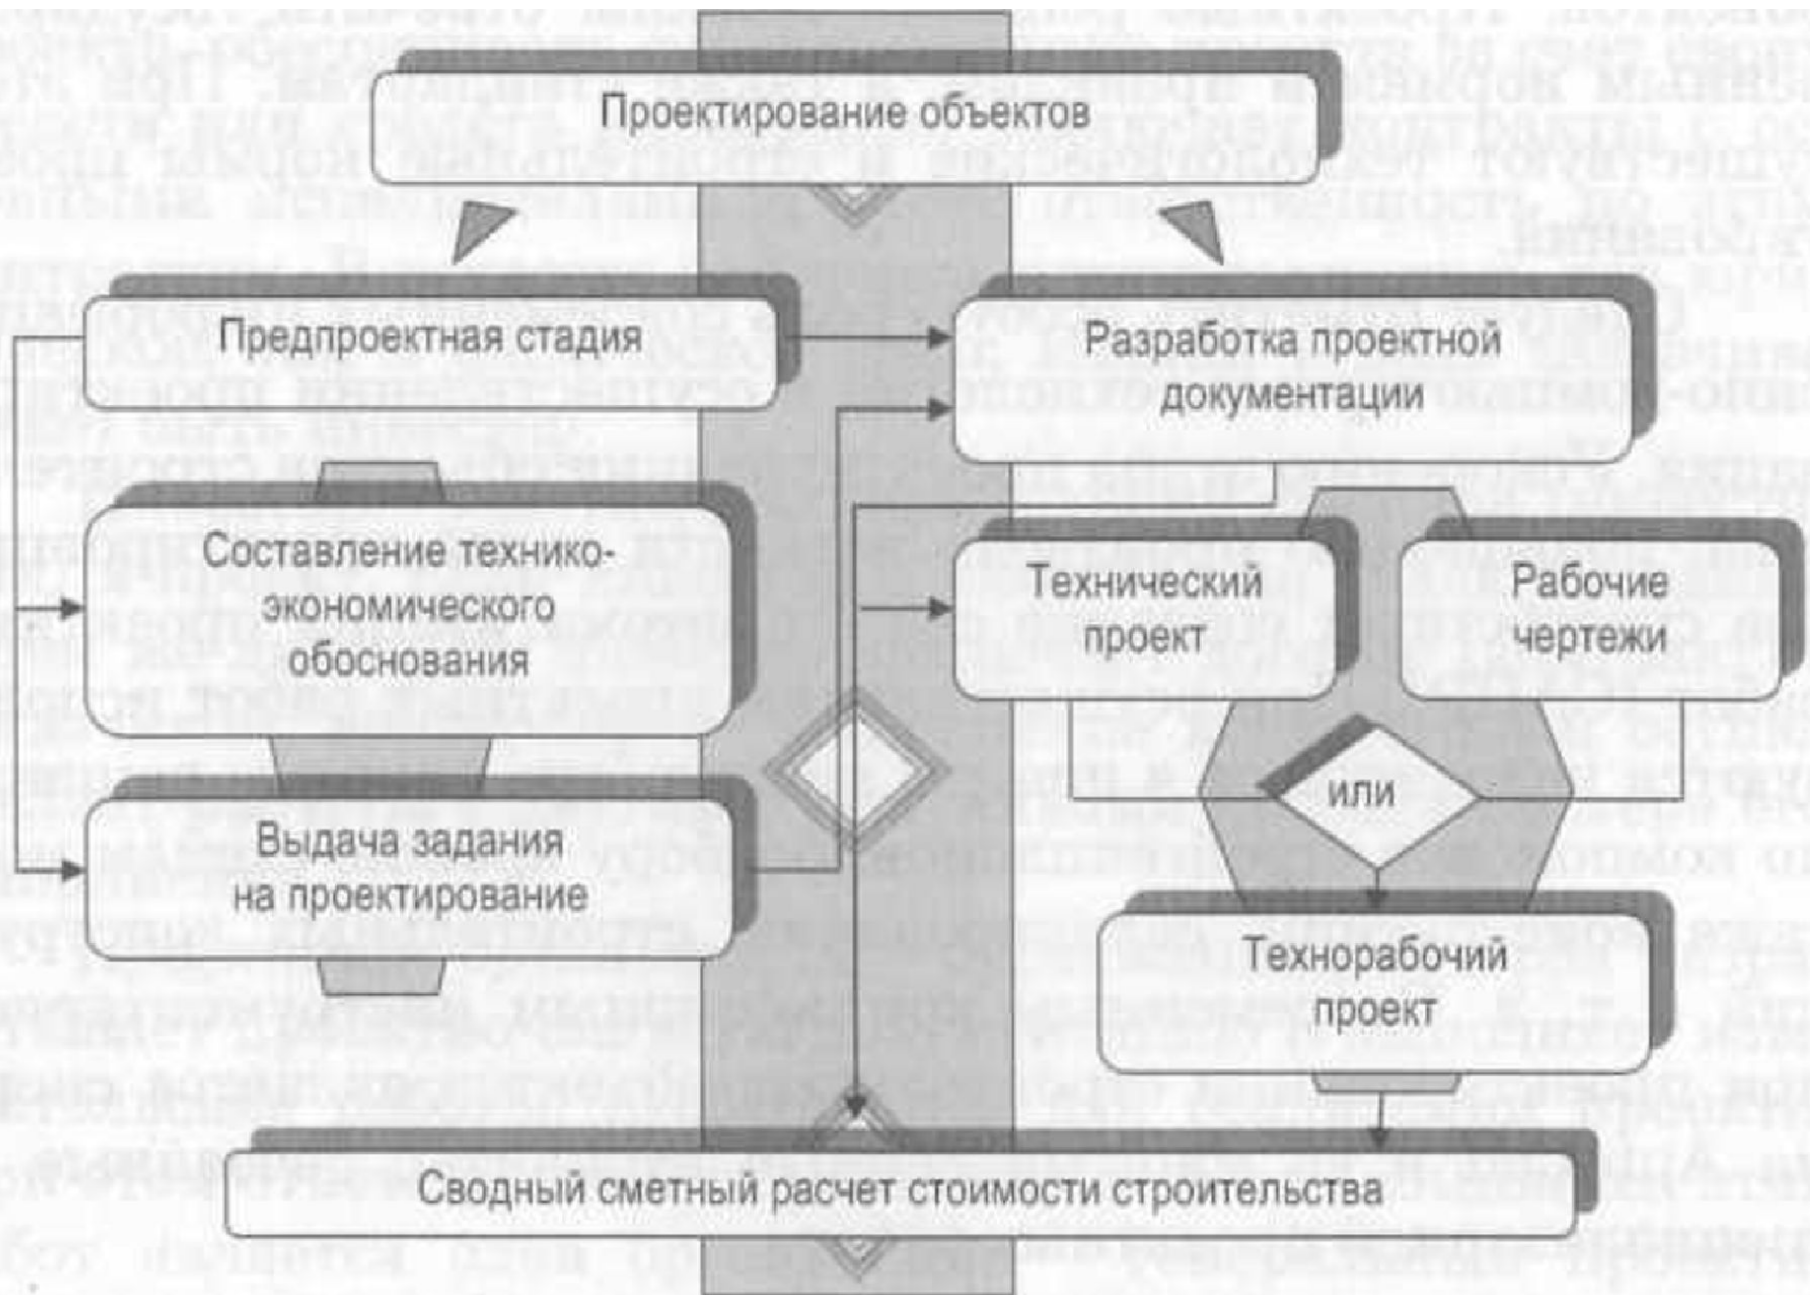 Проектирование объектов
Предпроектная стадия
Разработка проектной
документации
Составление технико-
экономического
обоснования
Технический
проект
Рабочие
чертежи
или
Выдача задания
на проектирование
Технорабочий
проект
Сводный сметный расчет стоимости строительства